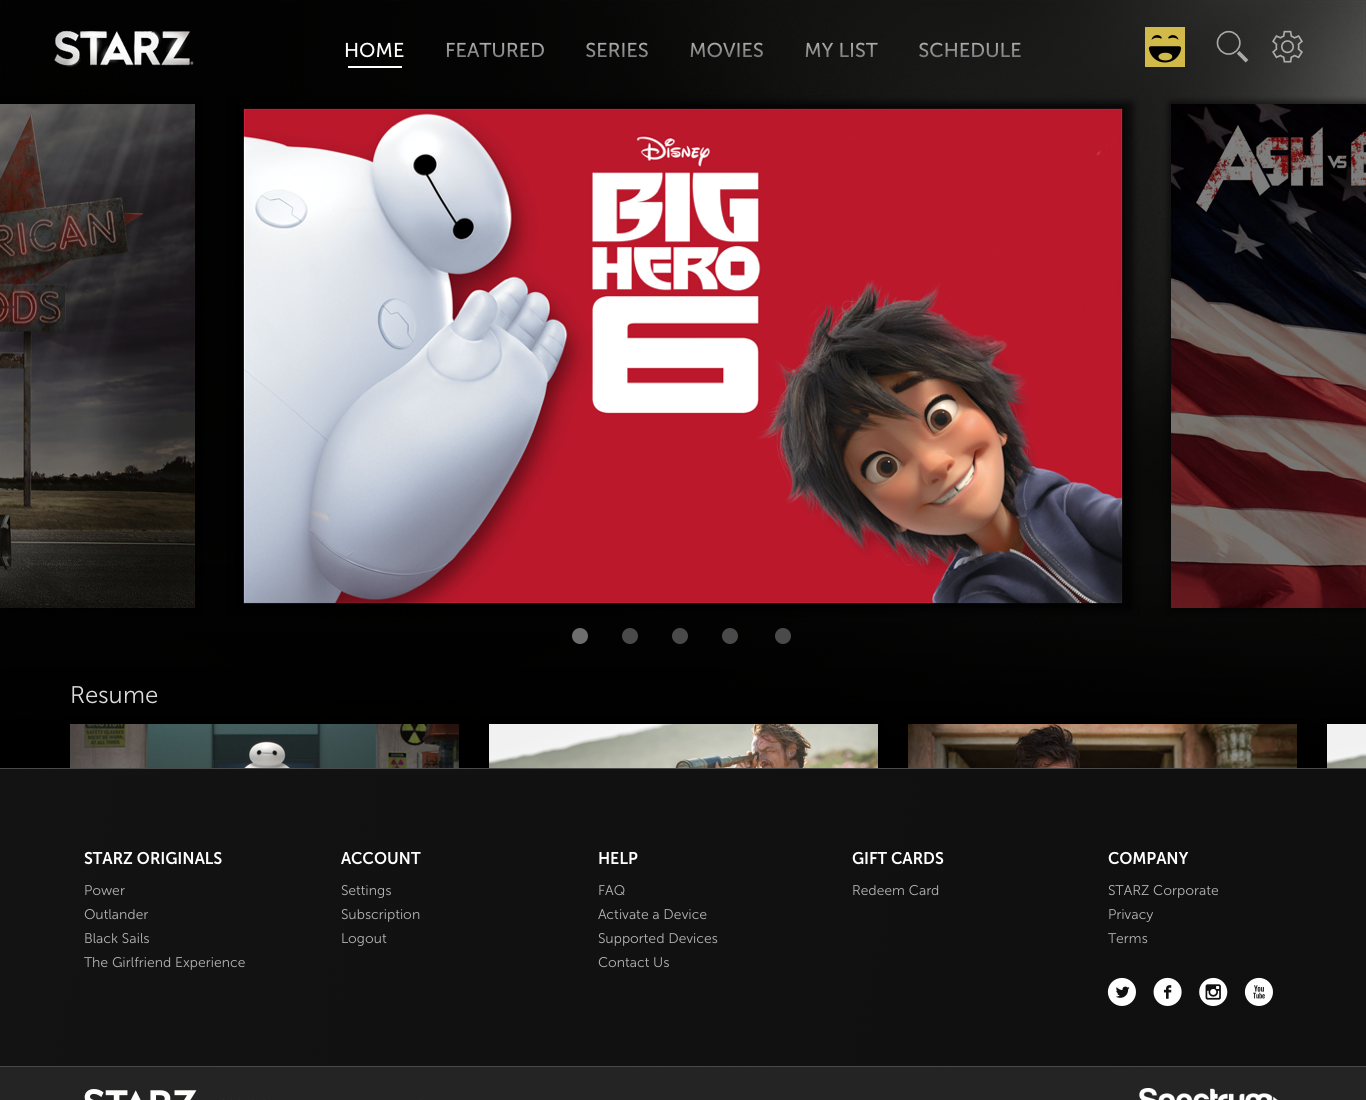 STARZ
HOME FEATURED SERIES MOVIES MY LIST SCHEDULE
RICAN
ODS
Disney
BIG
HERO
6
ASH VS
Resume
STARZ ORIGINALS
Power
Outlander
Black Sails
The Girlfriend Experience
ACCOUNT
Settings
Subscription
Logout
HELP
FAQ
Activate a Device
Supported Devices
Contact Us
GIFT CARDS
Redeem Card
COMPANY
STARZ Corporate
Privacy
Terms
You
Tube
STARZ
Spectrum